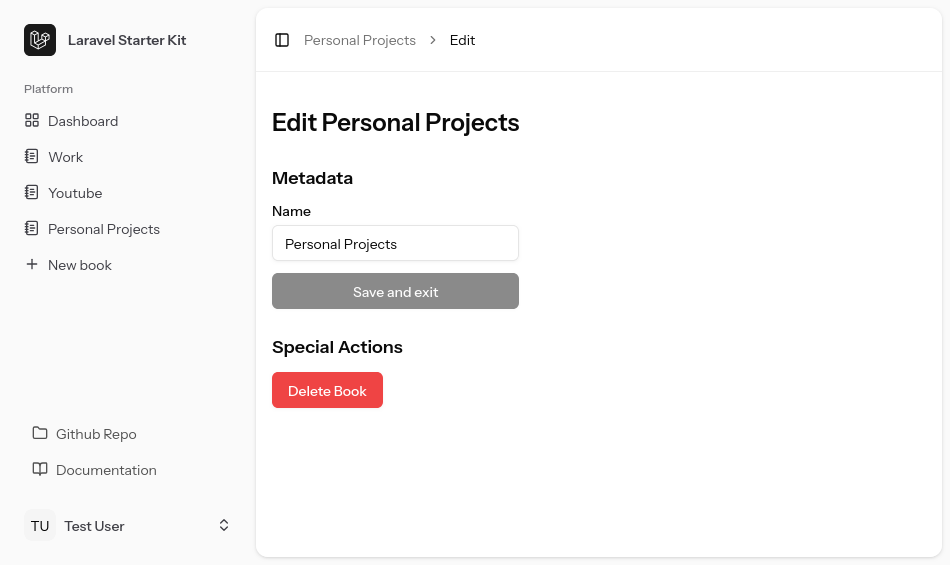 Laravel Starter Kit
Platform
Dashboard
Work
Youtube
Personal Projects
New book
Github Repo
Documentation
TU
Test User
Personal Projects
Edit
Edit Personal Projects
Metadata
Name
Personal Projects
Save and exit
Special Actions
Delete Book